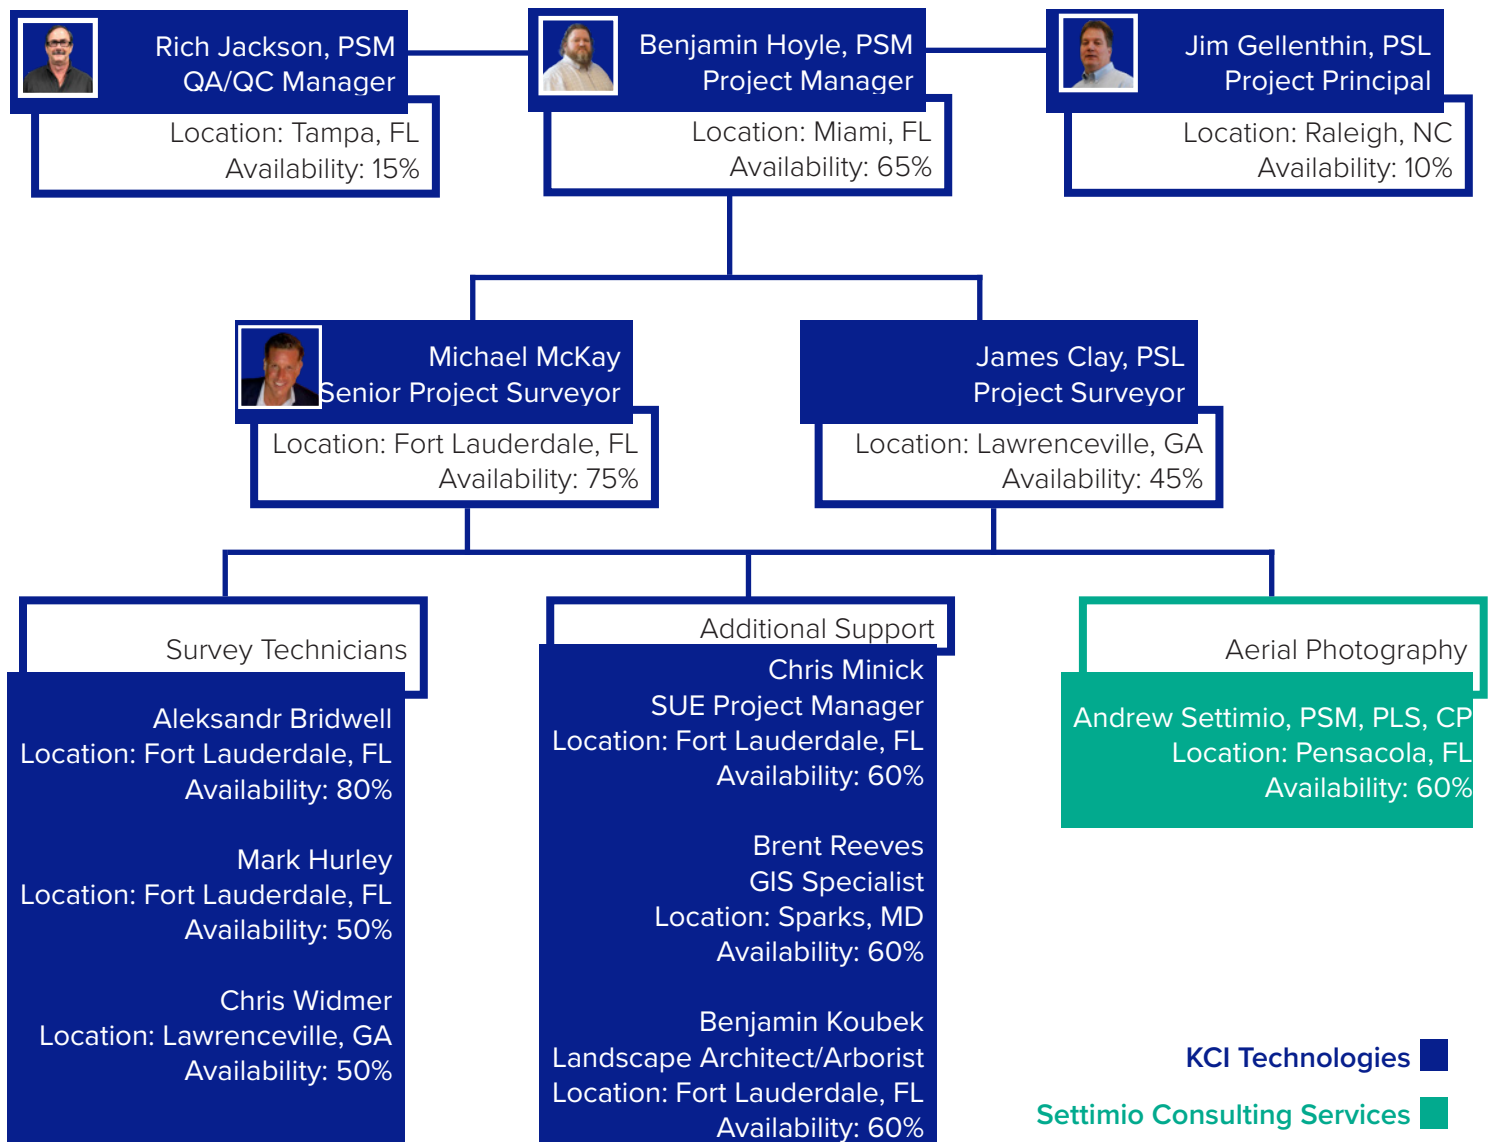 Rich Jackson, PSM
QA/QC Manager
Location: Tampa, FL
Availability: 15%
Benjamin Hoyle, PSM
Project Manager
Location: Miami, FL
Availability: 65%
Jim Gellenthin, PSL
Project Principal
Location: Raleigh, NC
Availability: 10%
Michael McKay
Senior Project Surveyor
Location: Fort Lauderdale, FL
Availability: 75%
James Clay, PSL
Project Surveyor
Location: Lawrenceville, GA
Availability: 45%
Survey Technicians
Aleksandr Bridwell
Location: Fort Lauderdale, FL
Availability: 80%
Mark Hurley
Location: Fort Lauderdale, FL
Availability: 50%
Chris Widmer
Location: Lawrenceville, GA
Availability: 50%
Additional Support
Chris Minick
SUE Project Manager
Location: Fort Lauderdale, FL
Availability: 60%
Brent Reeves
GIS Specialist
Location: Sparks, MD
Availability: 60%
Benjamin Koubek
Landscape Architect/Arborist
Location: Fort Lauderdale, FL
Availability: 60%
Aerial Photography
Andrew Settimio, PSM, PLS, CP
Location: Pensacola, FL
Availability: 60%
KCI Technologies
Settimio Consulting Services